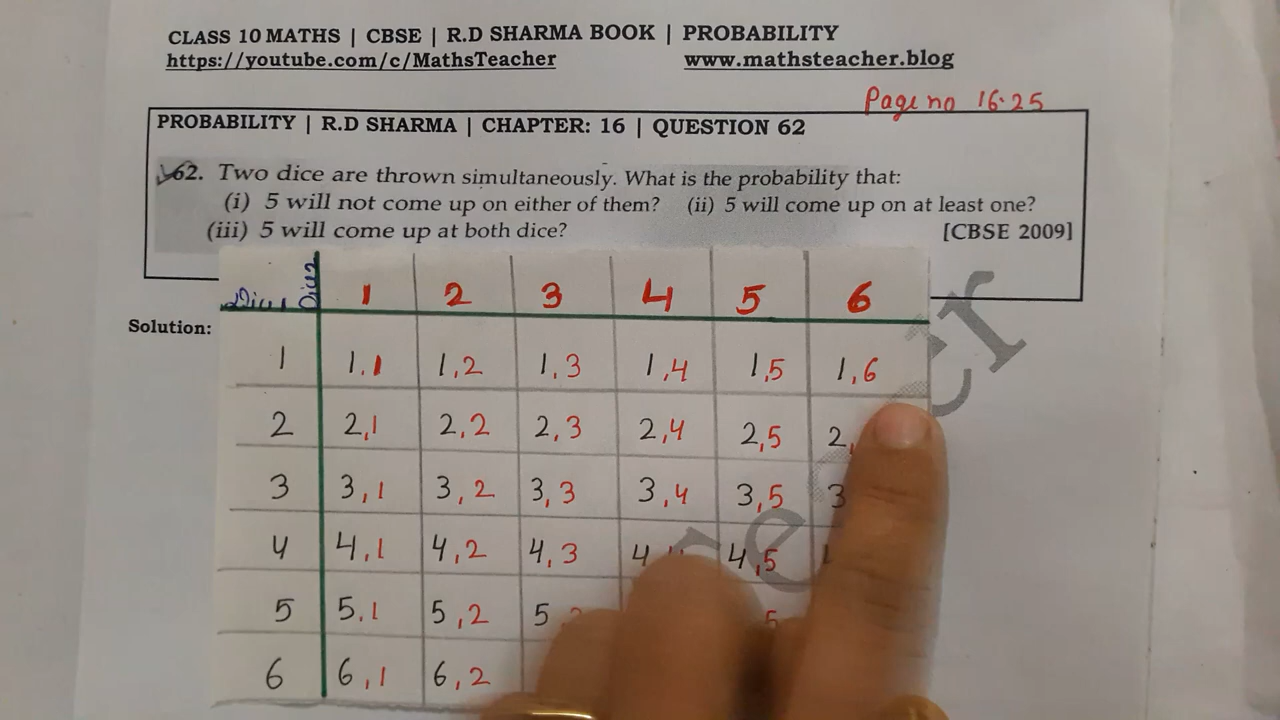 CLASS 10 MATHS | CBSE | R.D SHARMA BOOK | PROBABILITY
https://youtube.com/c/MathsTeacher www.mathsteacher.blog
Page no 16.25
PROBABILITY | R.D SHARMA | CHAPTER: 16 | QUESTION 62
62. Two dice are thrown simultaneously. What is the probability that:
(i) 5 will not come up on either of them? (ii) 5 will come up on at least one?
(iii) 5 will come up at both dice? [CBSE 2009]
Solution:
1 2 3 4 5 6
1 1,1 1,2 1,3 1,4 1,5 1,6
2 2,1 2,2 2,3 2,4 2,5 2,
3 3,1 3,2 3,3 3,4 3,5 3
4 4,1 4,2 4,3 4 4,5
5 5.1 5,2 5 5
6 6,1 6,2